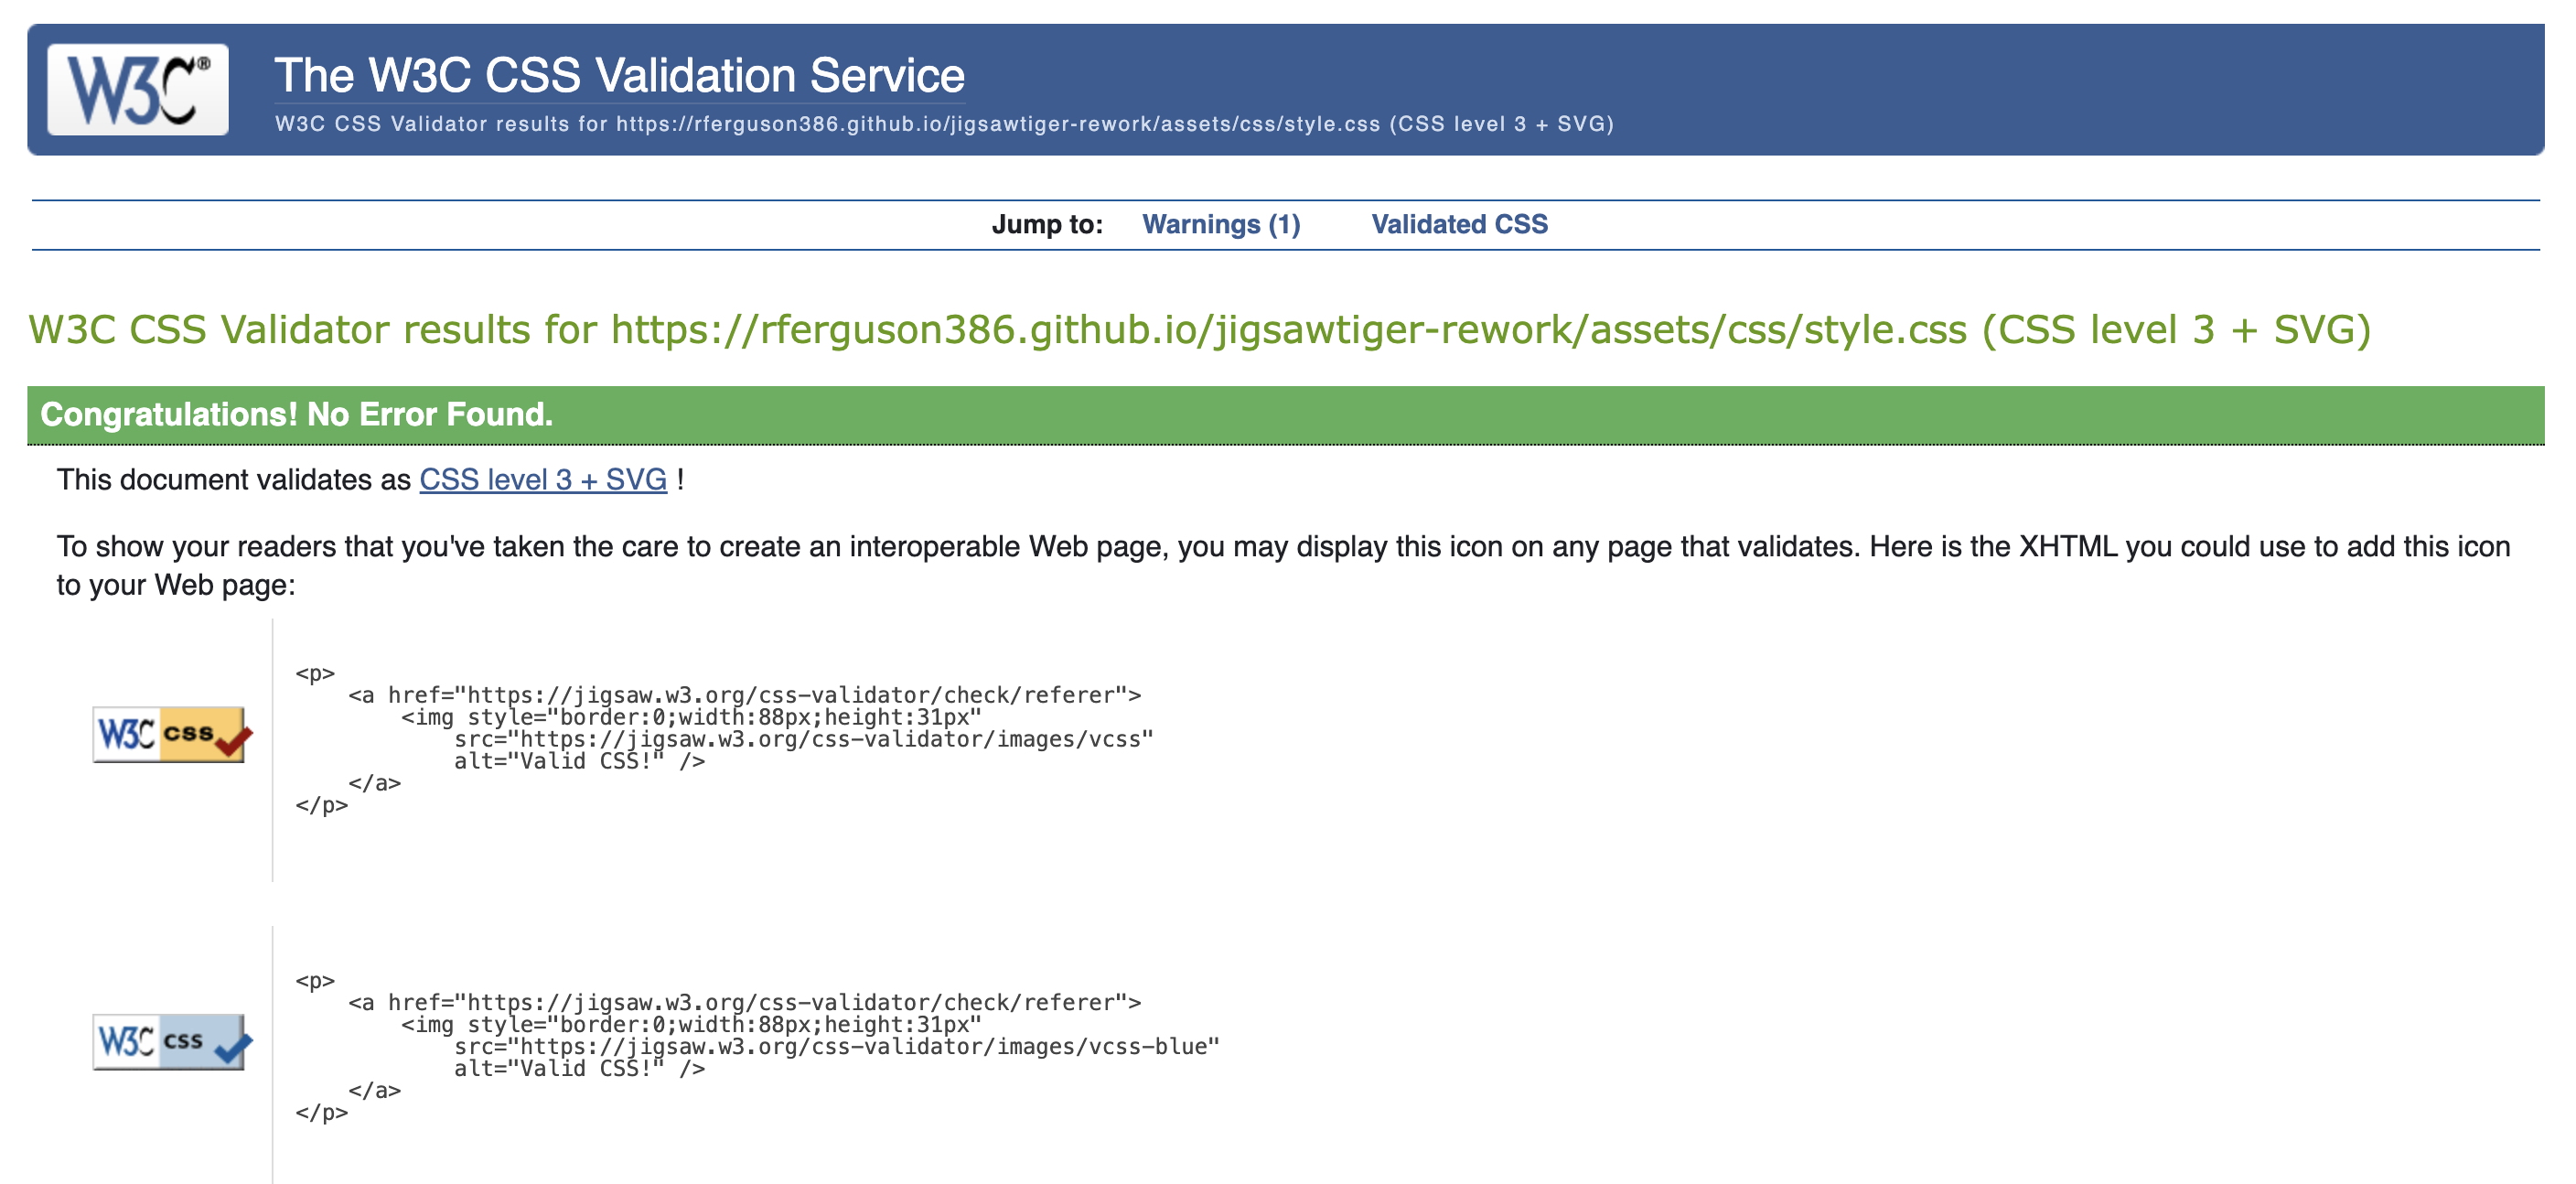 W3C®
The W3C CSS Validation Service
W3C CSS Validator results for https://rferguson386.github.io/jigsawtiger-rework/assets/css/style.css (CSS level 3 + SVG)
Jump to: Warnings (1) Validated CSS
W3C CSS Validator results for https://rferguson386.github.io/jigsawtiger-rework/assets/css/style.css (CSS level 3 + SVG)
Congratulations! No Error Found.
This document validates as CSS level 3 + SVG !
To show your readers that you've taken the care to create an interoperable Web page, you may display this icon on any page that validates. Here is the XHTML you could use to add this icon
to your Web page:
W3C css
<p>
    <a href="https://jigsaw.w3.org/css-validator/check/referer">
        <img style="border:0;width:88px;height:31px"
            src="https://jigsaw.w3.org/css-validator/images/vcss"
            alt="Valid CSS!" />
    </a>
</p>
W3C css
<p>
    <a href="https://jigsaw.w3.org/css-validator/check/referer">
        <img style="border:0;width:88px;height:31px"
            src="https://jigsaw.w3.org/css-validator/images/vcss-blue"
            alt="Valid CSS!" />
    </a>
</p>